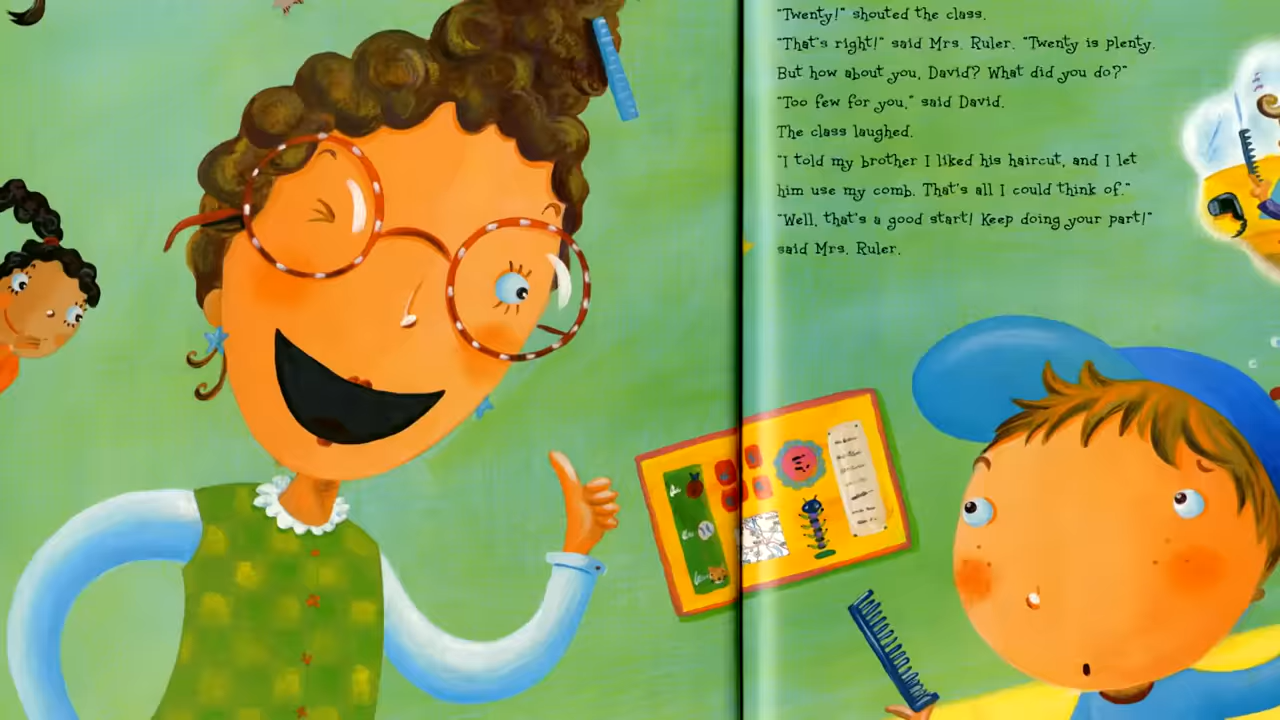 "Twenty!" shouted the class.
"That's right!" said Mrs. Ruler. "Twenty is plenty.
But how about you, David? What did you do?"
"Too few for you," said David.
The class laughed.
"I told my brother I liked his haircut, and I let
him use my comb. That's all I could think of."
"Well, that's a good start! Keep doing your part!"
said Mrs. Ruler.